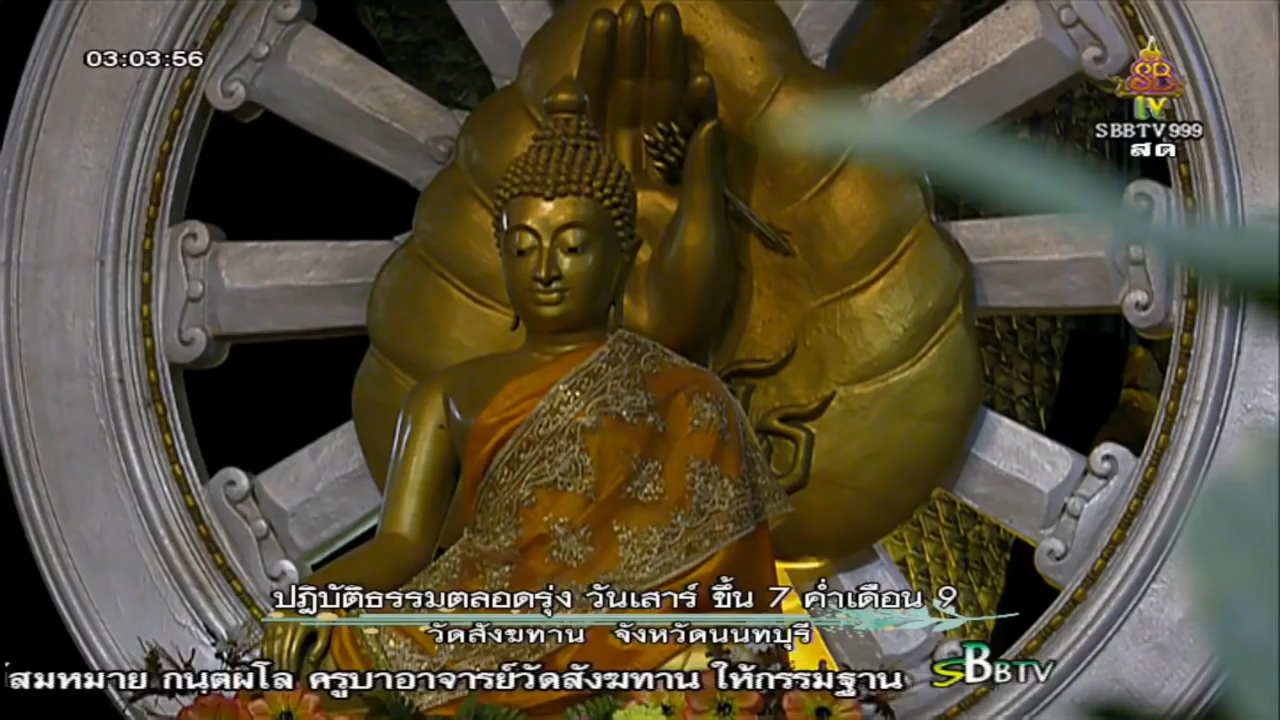 03:03:56
SB
TV
SBBTV999
สด
ปฏิบัติธรรมตลอดรุ่ง วันเสาร์ ขึ้น 7 ค่ำเดือน 9
วัดสังฆทาน จังหวัดนนทบุรี
สมหมาย กนฺตผโล ครูบาอาจารย์วัดสังฆทาน ให้กรรมฐาน
SBBTV